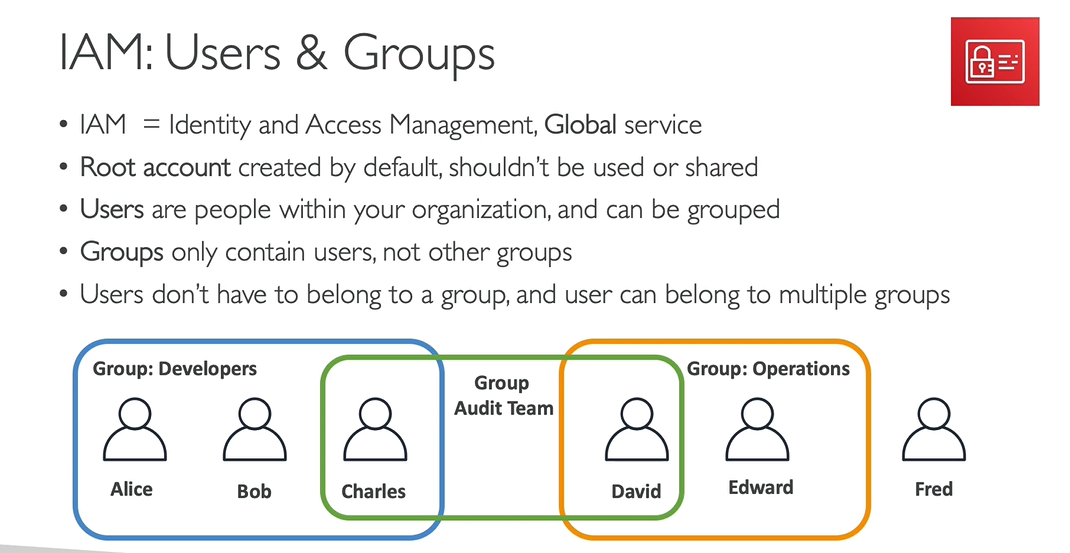 IAM: Users & Groups
• IAM = Identity and Access Management, Global service
• Root account created by default, shouldn't be used or shared
• Users are people within your organization, and can be grouped
• Groups only contain users, not other groups
• Users don't have to belong to a group, and user can belong to multiple groups
Group: Developers
Group
Audit Team
Group: Operations
Alice
Bob
Charles
David
Edward
Fred